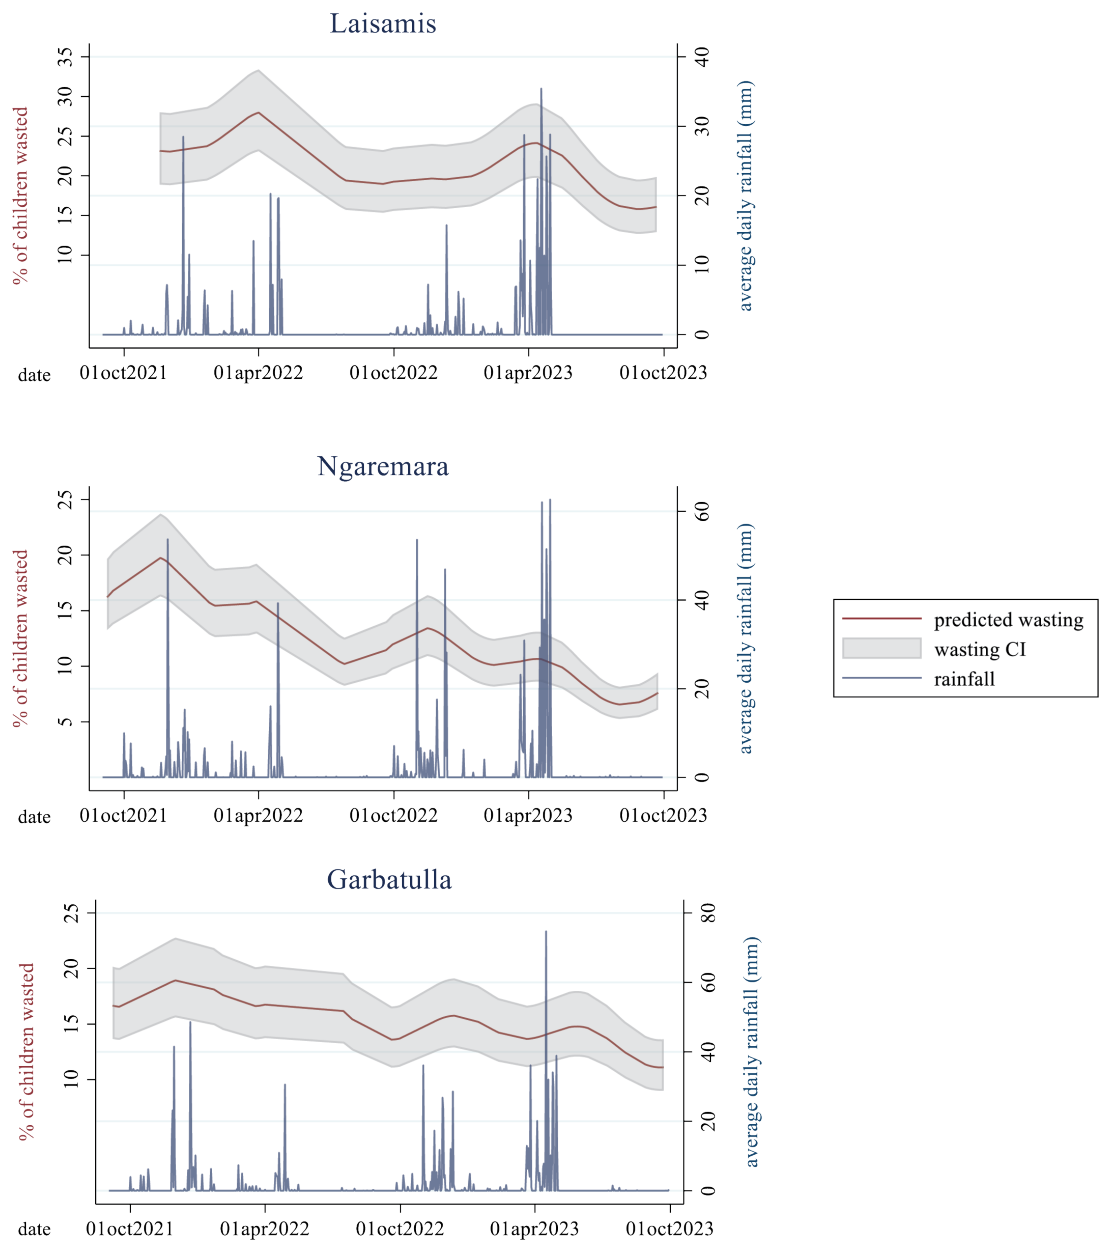 Laisamis
% of children wasted
35
30
25
20
15
10
40
30
20
10
0
average daily rainfall (mm)
date
01oct2021 01apr2022 01oct2022 01apr2023 01oct2023
Ngaremara
% of children wasted
25
20
15
10
5
60
40
20
0
average daily rainfall (mm)
date
01oct2021 01apr2022 01oct2022 01apr2023 01oct2023
predicted wasting
wasting CI
rainfall
Garbatulla
% of children wasted
25
20
15
10
80
60
40
20
0
average daily rainfall (mm)
date
01oct2021 01apr2022 01oct2022 01apr2023 01oct2023